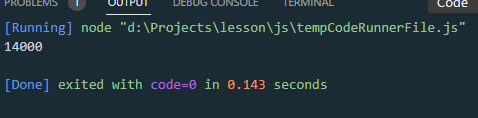 PROBLEMS 1 OUTPUT DEBUG CONSOLE TERMINAL Code
[Running] node "d:\Projects\lesson\js\tempCodeRunnerFile.js"
14000
[Done] exited with code=0 in 0.143 seconds